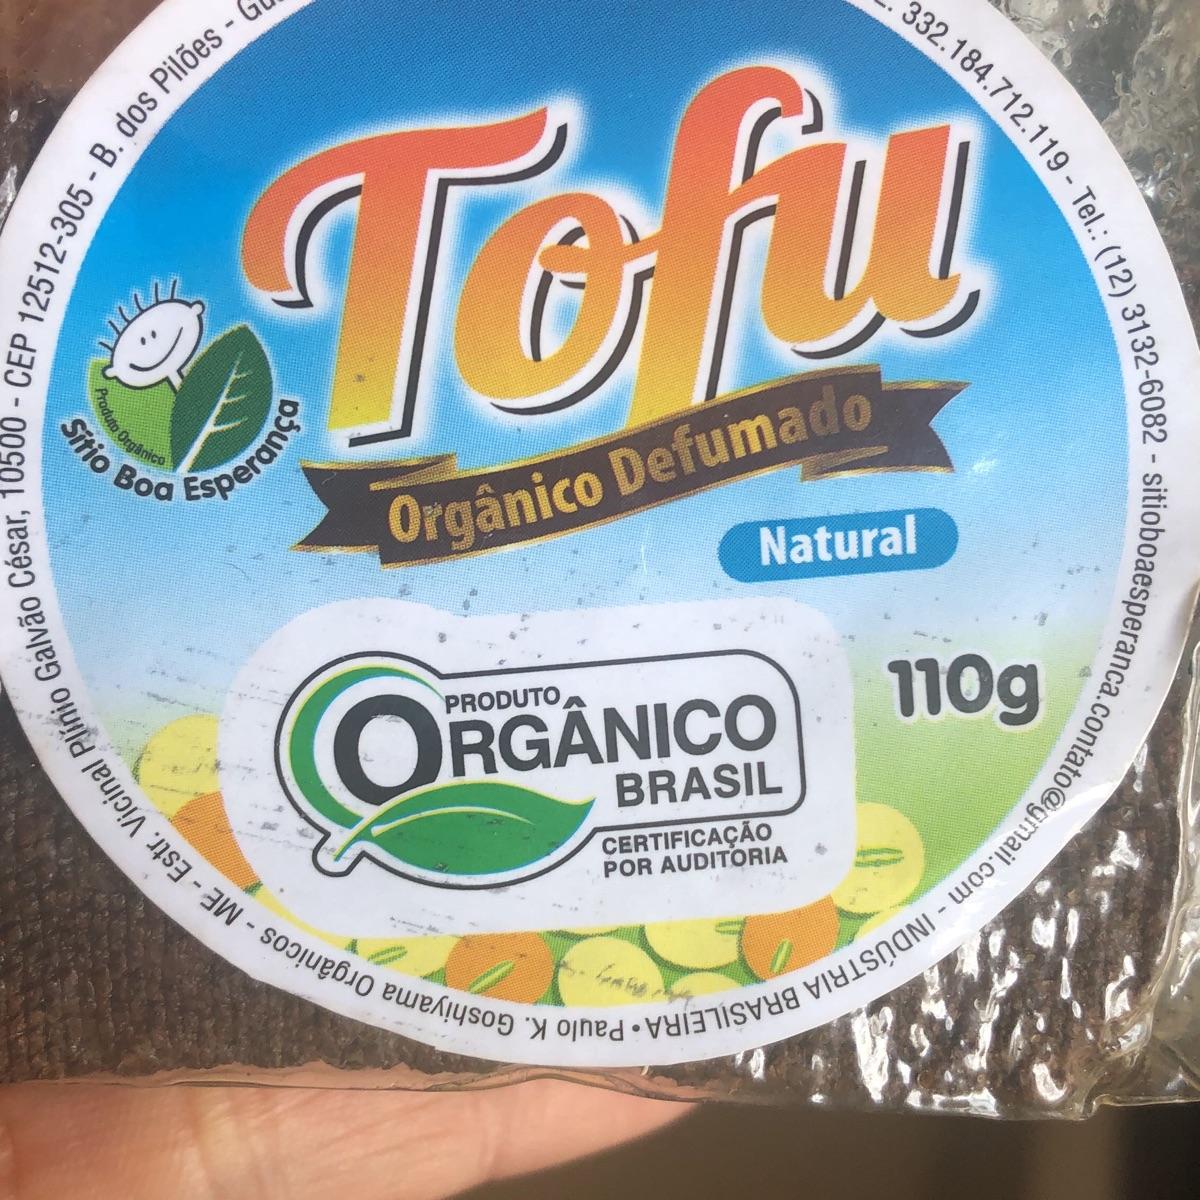 Tofu
Orgânico Defumado
Natural
110g
Produto Orgânico
Sítio Boa Esperança
PRODUTO
ORGÂNICO
BRASIL
CERTIFICAÇÃO
POR AUDITORIA
Paulo K. Goshiyama Orgânicos - ME - Estr. Vicinal Plínio Galvão César, 10500 - CEP 12512-305 - B. dos Pilões -
332.184.712.119 - Tel.: (12) 3132-6082 - sitioboaesperanca.contato@gmail.com - INDÚSTRIA BRASILEIRA •